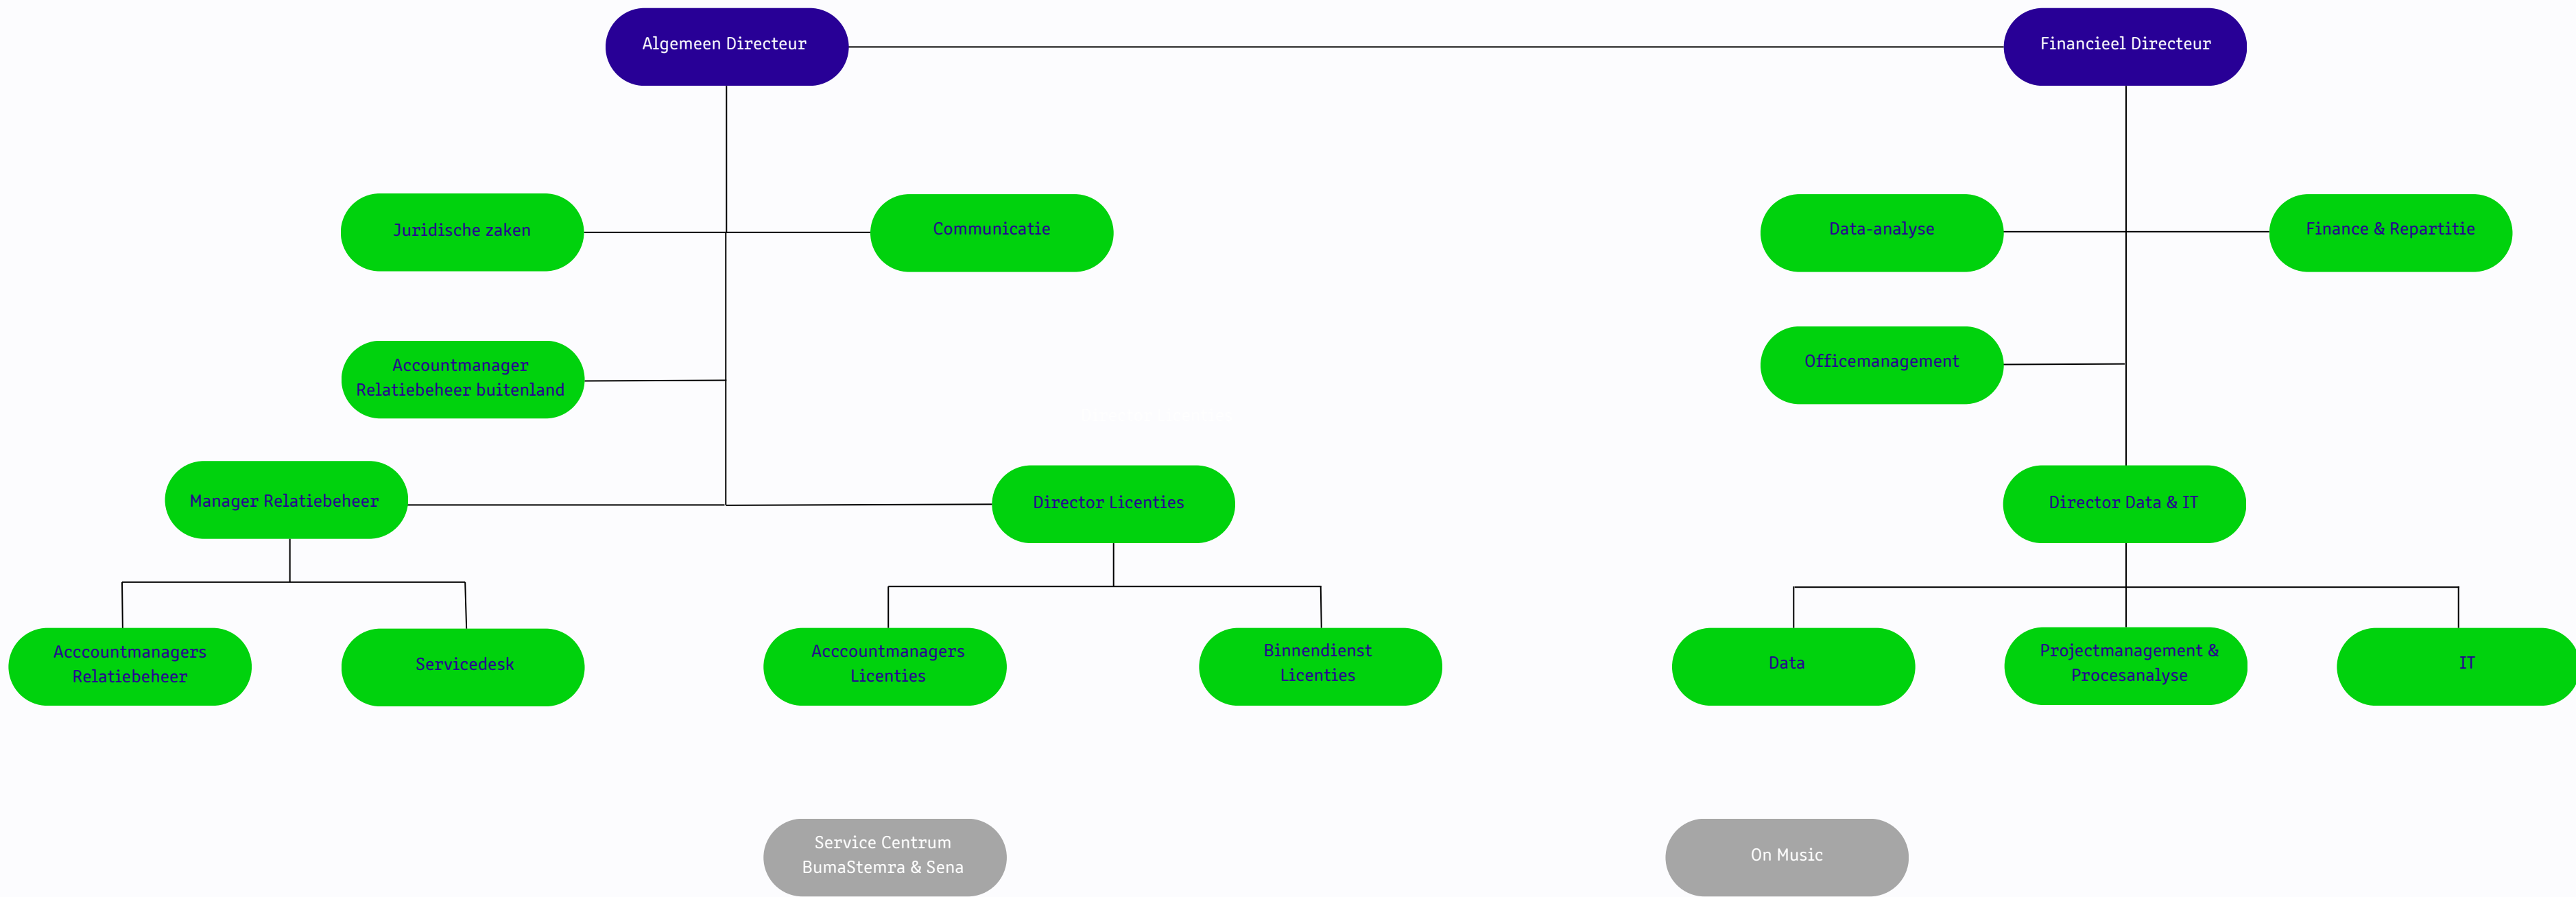 Algemeen Directeur
Financieel Directeur
Juridische zaken
Communicatie
Data-analyse
Finance & Repartitie
Accountmanager
Relatiebeheer buitenland
Officemanagement
Manager Relatiebeheer
Director Licenties
Director Data & IT
Acccountmanagers
Relatiebeheer
Servicedesk
Acccountmanagers
Licenties
Binnendienst
Licenties
Data
Projectmanagement &
Procesanalyse
IT
Service Centrum
BumaStemra & Sena
On Music